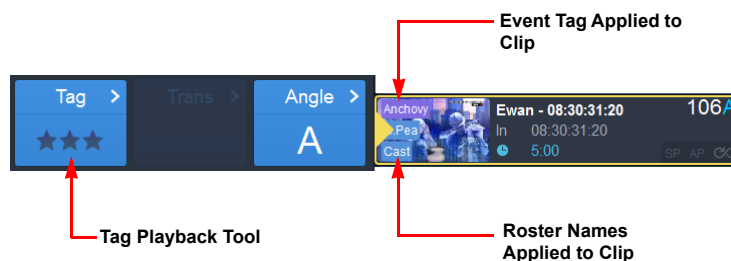 Event Tag Applied to
Clip
Tag >
Trans >
Angle >
A
Anchovy
Pea
Cast
Ewan - 08:30:31:20
106A
In 08:30:31:20
5:00
SP AP
Tag Playback Tool
Roster Names
Applied to Clip